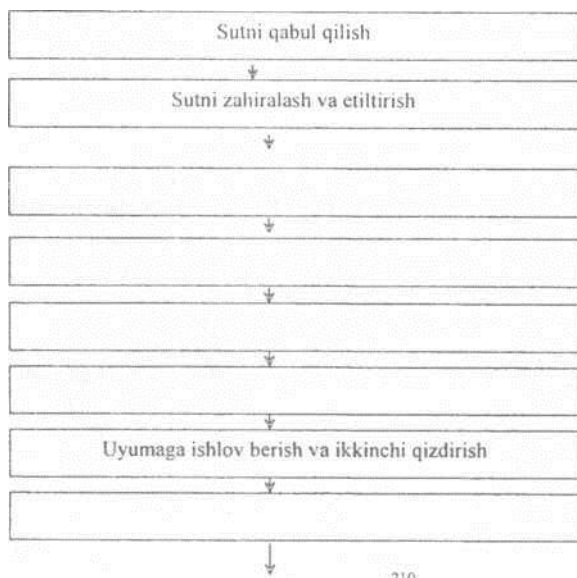 Sutni qabul qilish
Sutni zahiralash va etiltirish
Uyumaga ishlov berish va ikkinchi qizdirish